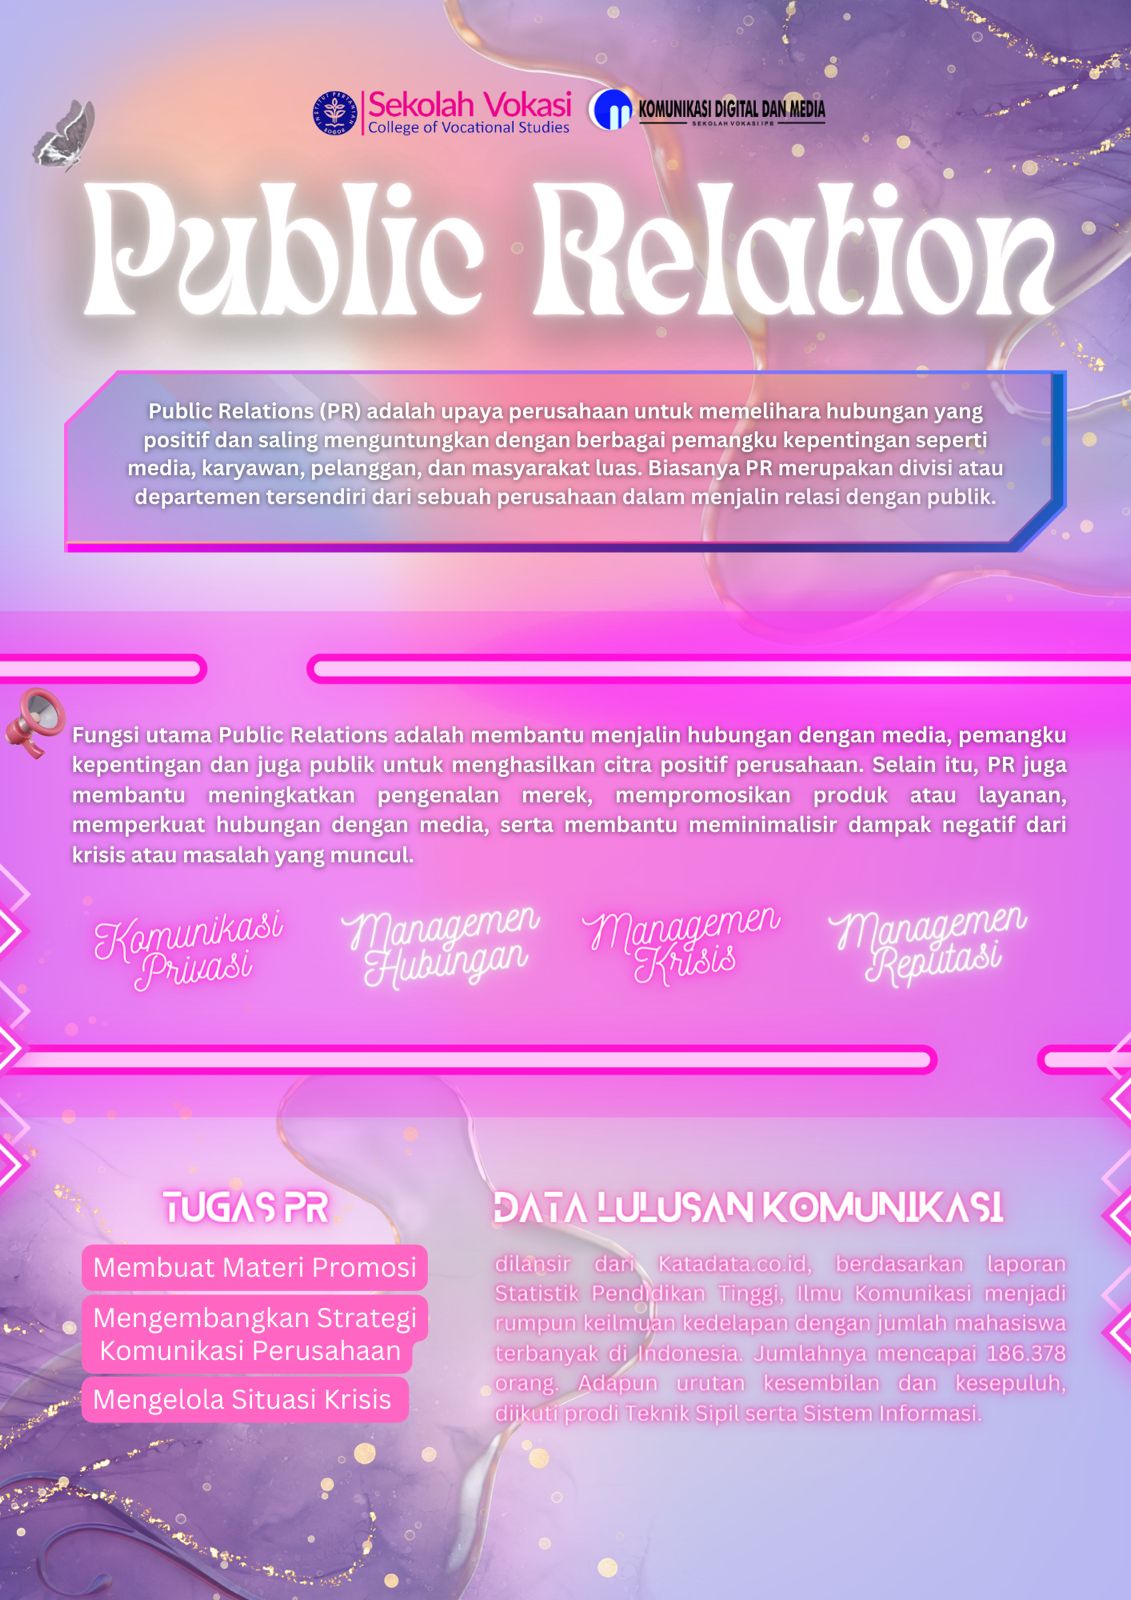 INSTITUT PERTANIAN BOGOR
Sekolah Vokasi
College of Vocational Studies
KOMUNIKASI DIGITAL DAN MEDIA
SEKOLAH VOKASI IPB
Public Relation
Public Relations (PR) adalah upaya perusahaan untuk memelihara hubungan yang
positif dan saling menguntungkan dengan berbagai pemangku kepentingan seperti
media, karyawan, pelanggan, dan masyarakat luas. Biasanya PR merupakan divisi atau
departemen tersendiri dari sebuah perusahaan dalam menjalin relasi dengan publik.
Fungsi utama Public Relations adalah membantu menjalin hubungan dengan media, pemangku
kepentingan dan juga publik untuk menghasilkan citra positif perusahaan. Selain itu, PR juga
membantu meningkatkan pengenalan merek, mempromosikan produk atau layanan,
memperkuat hubungan dengan media, serta membantu meminimalisir dampak negatif dari
krisis atau masalah yang muncul.
Komunikasi
Privasi
Managemen
Hubungan
Managemen
Krisis
Managemen
Reputasi
TUGAS PR
Membuat Materi Promosi
Mengembangkan Strategi
Komunikasi Perusahaan
Mengelola Situasi Krisis
DATA LULUSAN KOMUNIKASI
dilansir dari Katadata.co.id, berdasarkan laporan
Statistik Pendidikan Tinggi, Ilmu Komunikasi menjadi
rumpun keilmuan kedelapan dengan jumlah mahasiswa
terbanyak di Indonesia. Jumlahnya mencapai 186.378
orang. Adapun urutan kesembilan dan kesepuluh,
diikuti prodi Teknik Sipil serta Sistem Informasi.